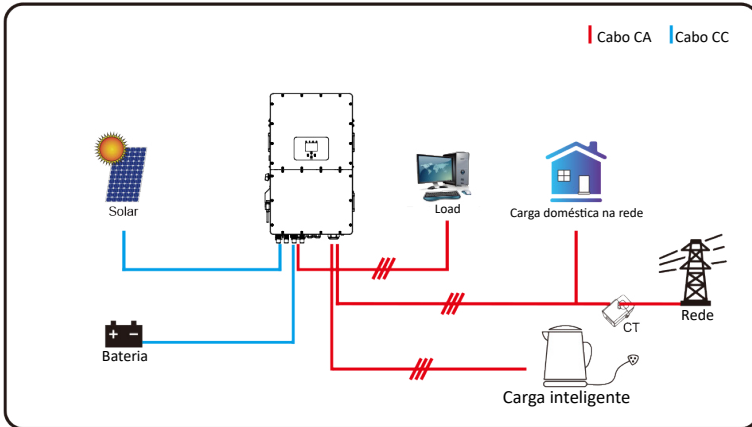 Cabo CA
Cabo CC
Solar
Load
Carga doméstica na rede
CT
Rede
+ −
Bateria
Carga inteligente